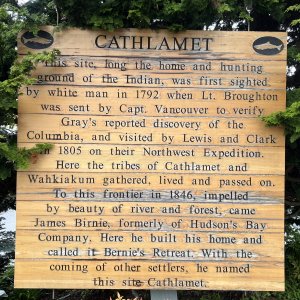 CATHLAMET
This site, long the home and hunting
ground of the Indian, was first sighted
by white man in 1792 when Lt. Broughton
was sent by Capt. Vancouver to verify
Gray's reported discovery of the
Columbia, and visited by Lewis and Clark
in 1805 on their Northwest Expedition.
Here the tribes of Cathlamet and
Wahkiakum gathered, lived and passed on.
To this frontier in 1846, impelled
by beauty of river and forest, came
James Birnie, formerly of Hudson's Bay
Company. Here he built his home and
called it Bernie's Retreat. With the
coming of other settlers, he named
this site Cathlamet.